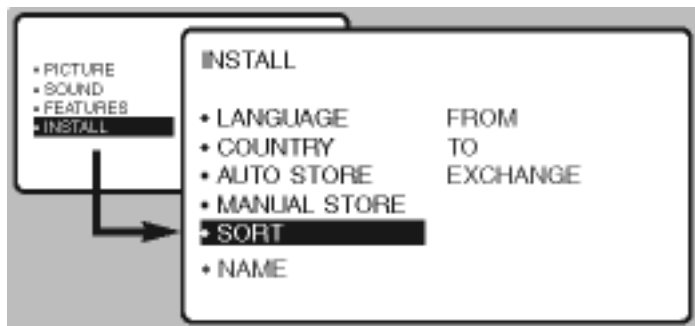 • PICTURE
• SOUND
• FEATURES
• INSTALL
INSTALL
• LANGUAGE FROM
• COUNTRY TO
• AUTO STORE EXCHANGE
• MANUAL STORE
• SORT
• NAME